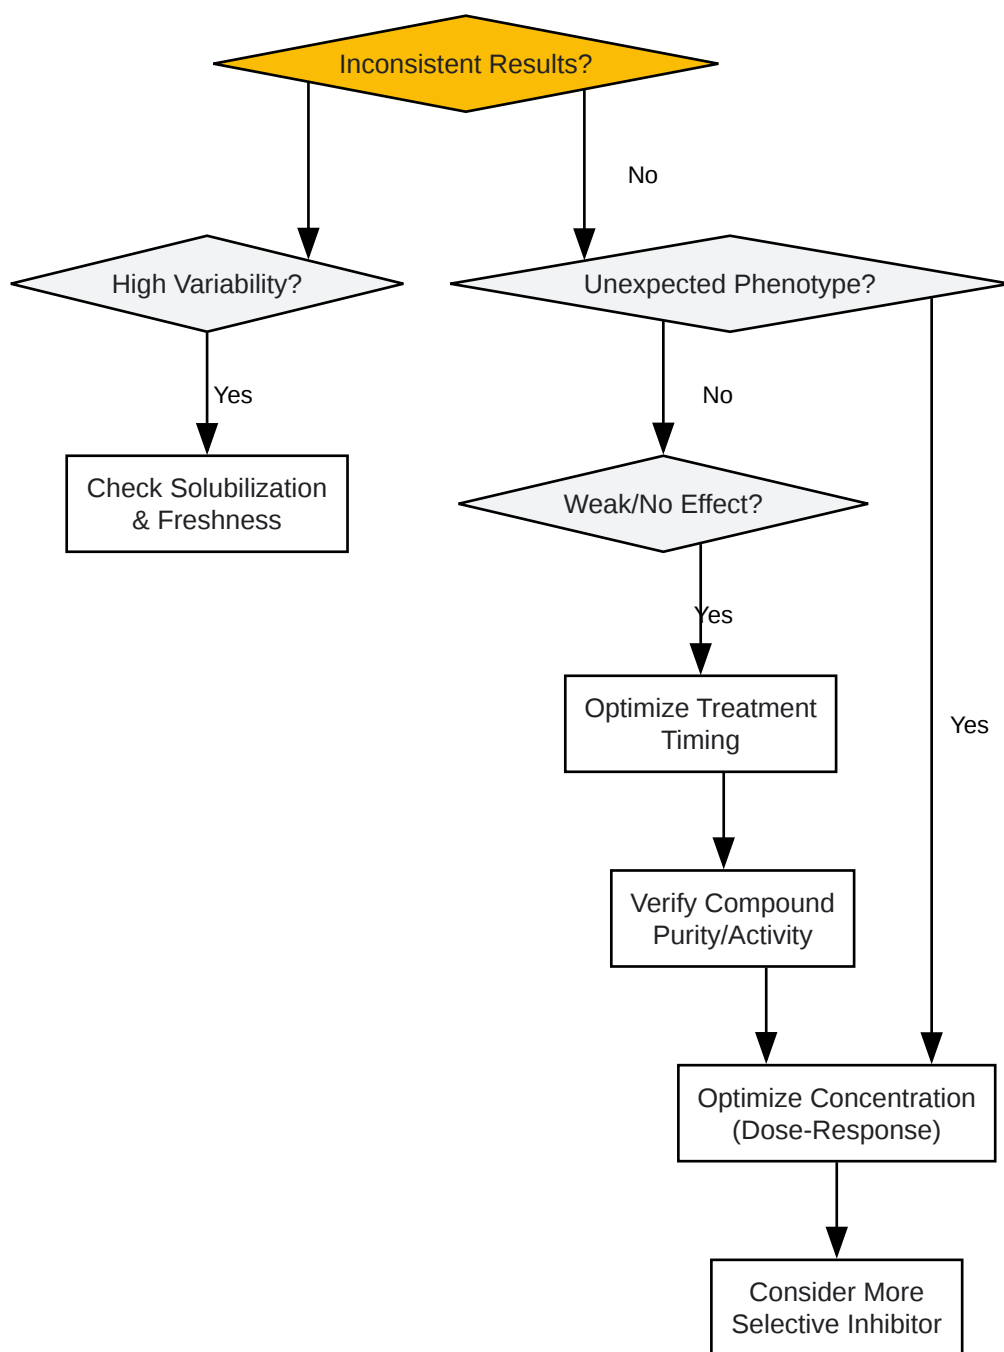 Inconsistent Results?
No
High Variability?
Unexpected Phenotype?
Yes
No
Check Solubilization
& Freshness
Weak/No Effect?
Yes
Optimize Treatment
Timing
Yes
Verify Compound
Purity/Activity
Optimize Concentration
(Dose-Response)
Consider More
Selective Inhibitor